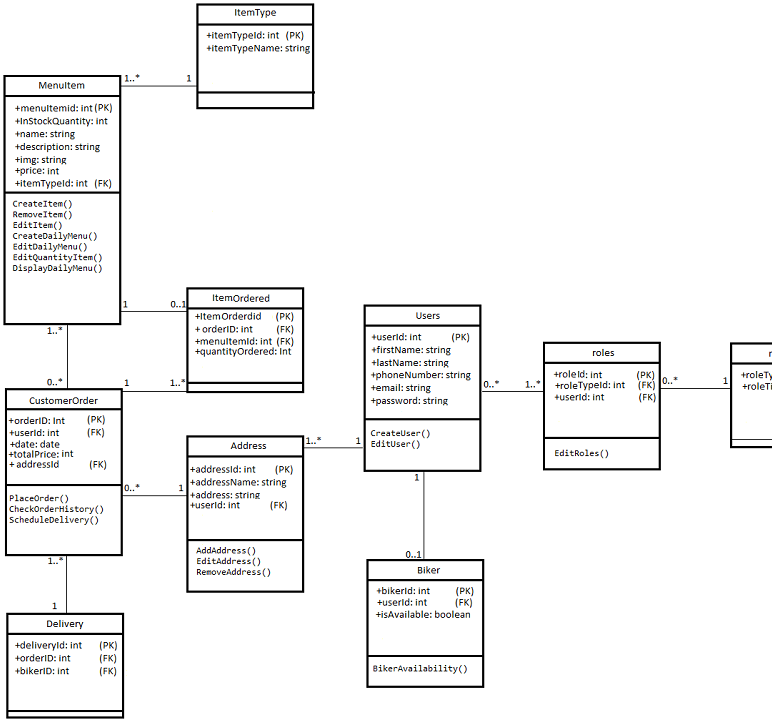 ItemType
+itemTypeId: int (PK)
+itemTypeName: string
1..* 1
MenuItem
+menuItemid: int(PK)
+InStockQuantity: int
+name: string
+description: string
+img: string
+price: int
+itemTypeId: int (FK)
CreateItem()
RemoveItem()
EditItem()
CreateDailyMenu()
EditDailyMenu()
EditQuantityItem()
DisplayDailyMenu()
1 0..1
ItemOrdered
+ItemOrderdid (PK)
+ orderID: int (FK)
+menuItemId: int (FK)
+quantityOrdered: Int
1..*
0..*
1 1..*
CustomerOrder
+orderID: Int (PK)
+userId: int (FK)
+date: date
+totalPrice: int
+ addressId (FK)
PlaceOrder()
CheckOrderHistory()
ScheduleDelivery()
0..* 1
Address
+addressId: int (PK)
+addressName: string
+address: string
+userId: int (FK)
AddAddress()
EditAddress()
RemoveAddress()
1..* 1
Users
+userId: int (PK)
+firstName: string
+lastName: string
+phoneNumber: string
+email: string
+password: string
CreateUser()
EditUser()
0..* 1..*
roles
+roleId: int (PK)
+roleTypeId: int (FK)
+userId: int (FK)
EditRoles()
0..* 1
+roleTy
+roleTi
1
0..1
Biker
+bikerId: int (PK)
+userId: int (FK)
+isAvailable: boolean
BikerAvailability()
1..*
1
Delivery
+deliveryId: int (PK)
+orderID: int (FK)
+bikerID: int (FK)